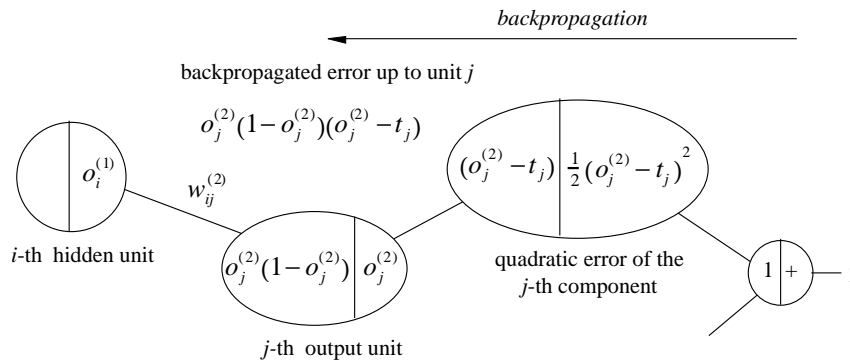 backpropagation
backpropagated error up to unit j
o_j^{(2)}(1−o_j^{(2)})(o_j^{(2)}−t_j)
o_i^{(1)}
w_{ij}^{(2)}
i-th hidden unit
(o_j^{(2)}−t_j) ½(o_j^{(2)}−t_j)^2
o_j^{(2)}(1−o_j^{(2)}) o_j^{(2)}
j-th output unit
quadratic error of the
j-th component
1 +